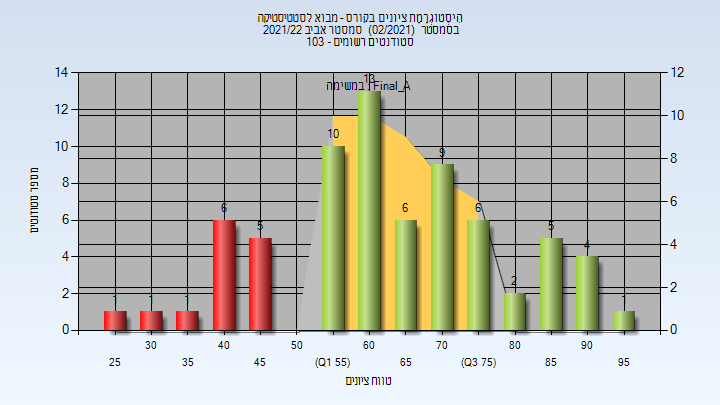 היסטוגרמת ציונים בקורס - מבוא לסטטיסטיקה
בסמסטר (02/2021) סמסטר אביב 2021/22
סטודנטים רשומים - 103
במשימה : Final_A
מספר סטודנטים
14 12 10 8 6 4 2 0
12 10 8 6 4 2 0
1 1 1 6 5 10 13 6 9 6 2 5 4 1
30 40 50 60 70 80 90
25 35 45 (Q1 55) 65 (Q3 75) 85 95
טווח ציונים